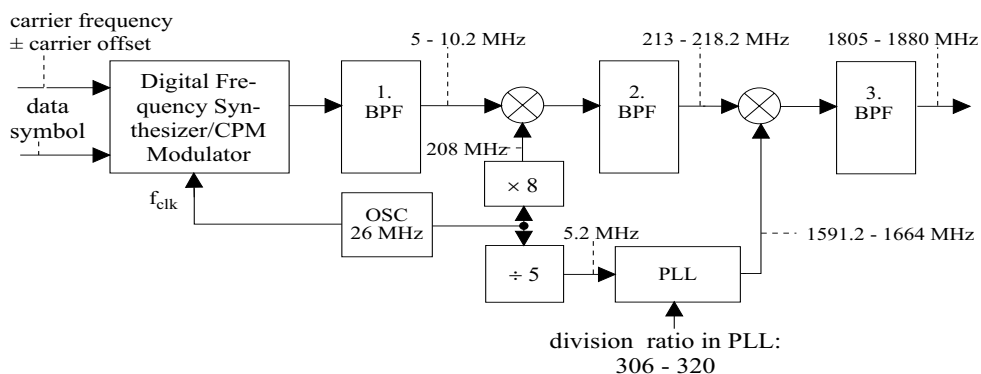 carrier frequency
± carrier offset
data
symbol
Digital Fre-
quency Syn-
thesizer/CPM
Modulator
1.
BPF
5 - 10.2 MHz
2.
BPF
213 - 218.2 MHz
3.
BPF
1805 - 1880 MHz
208 MHz
× 8
fclk
OSC
26 MHz
÷ 5
5.2 MHz
PLL
1591.2 - 1664 MHz
division ratio in PLL:
306 - 320